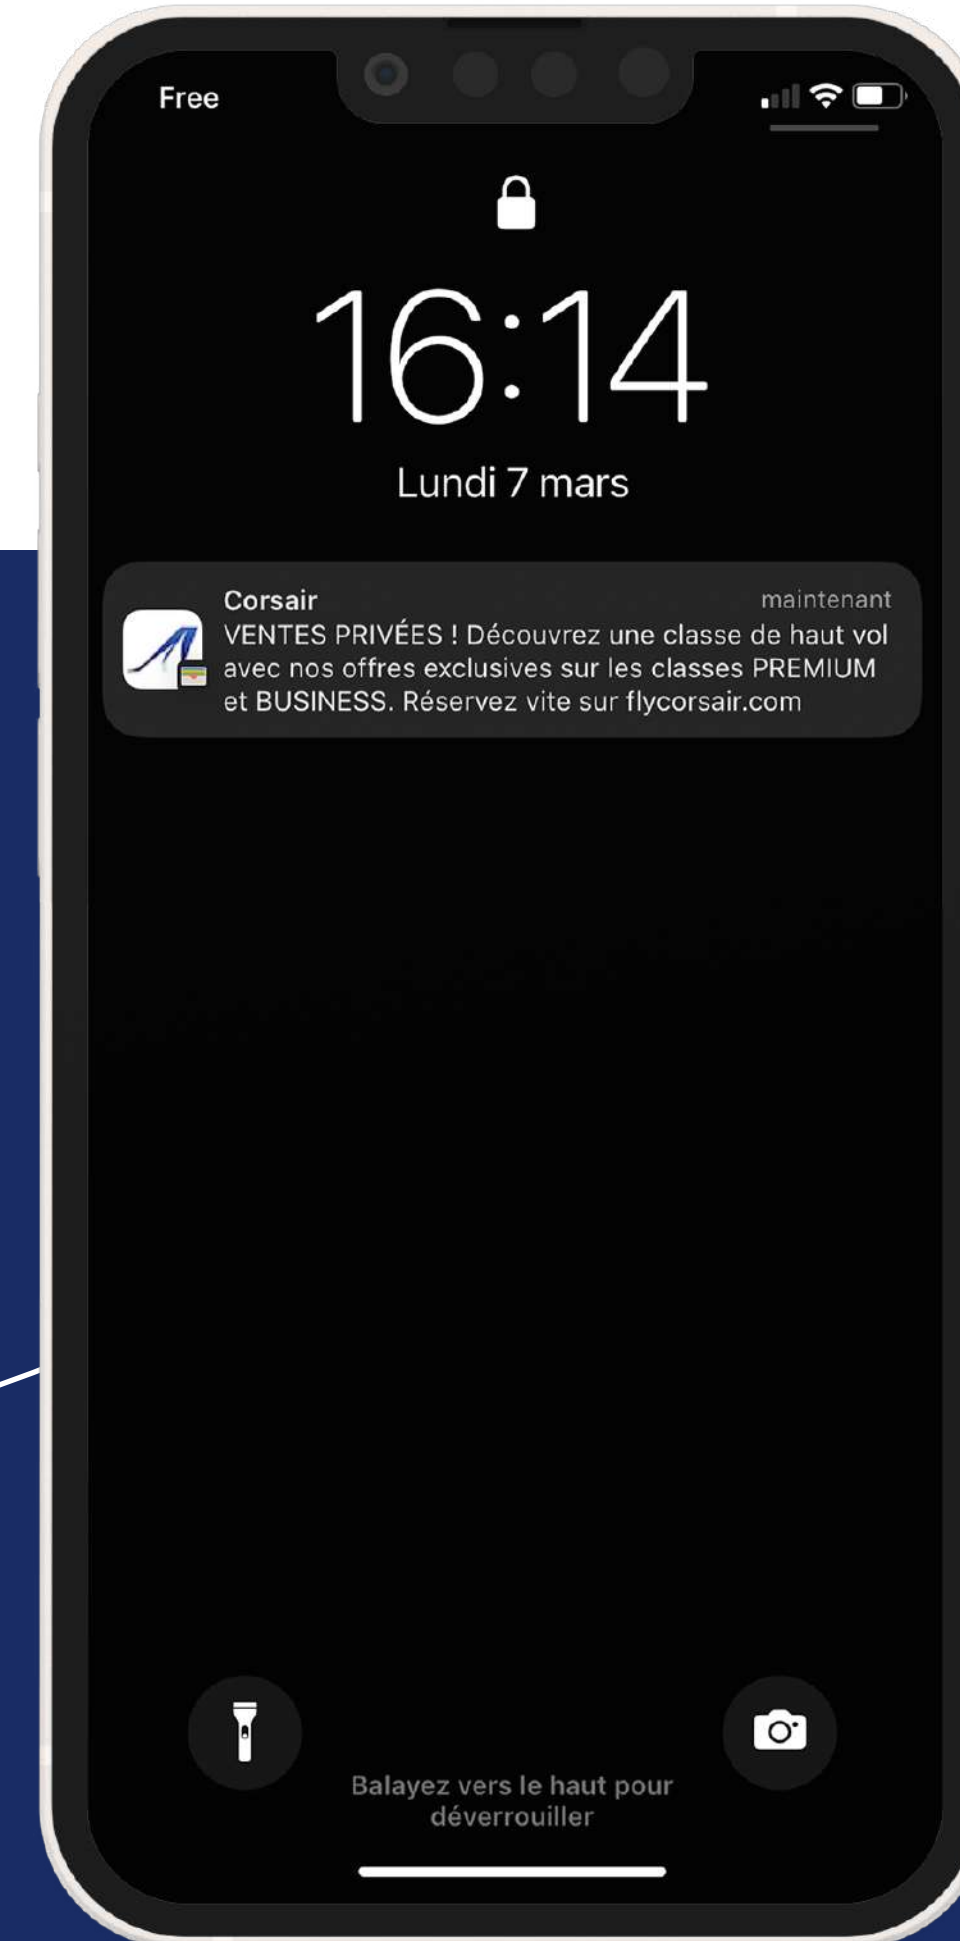 Free
16:14
Lundi 7 mars
Corsair
maintenant
VENTES PRIVÉES ! Découvrez une classe de haut vol
avec nos offres exclusives sur les classes PREMIUM
et BUSINESS. Réservez vite sur flycorsair.com
Balayez vers le haut pour
déverrouiller